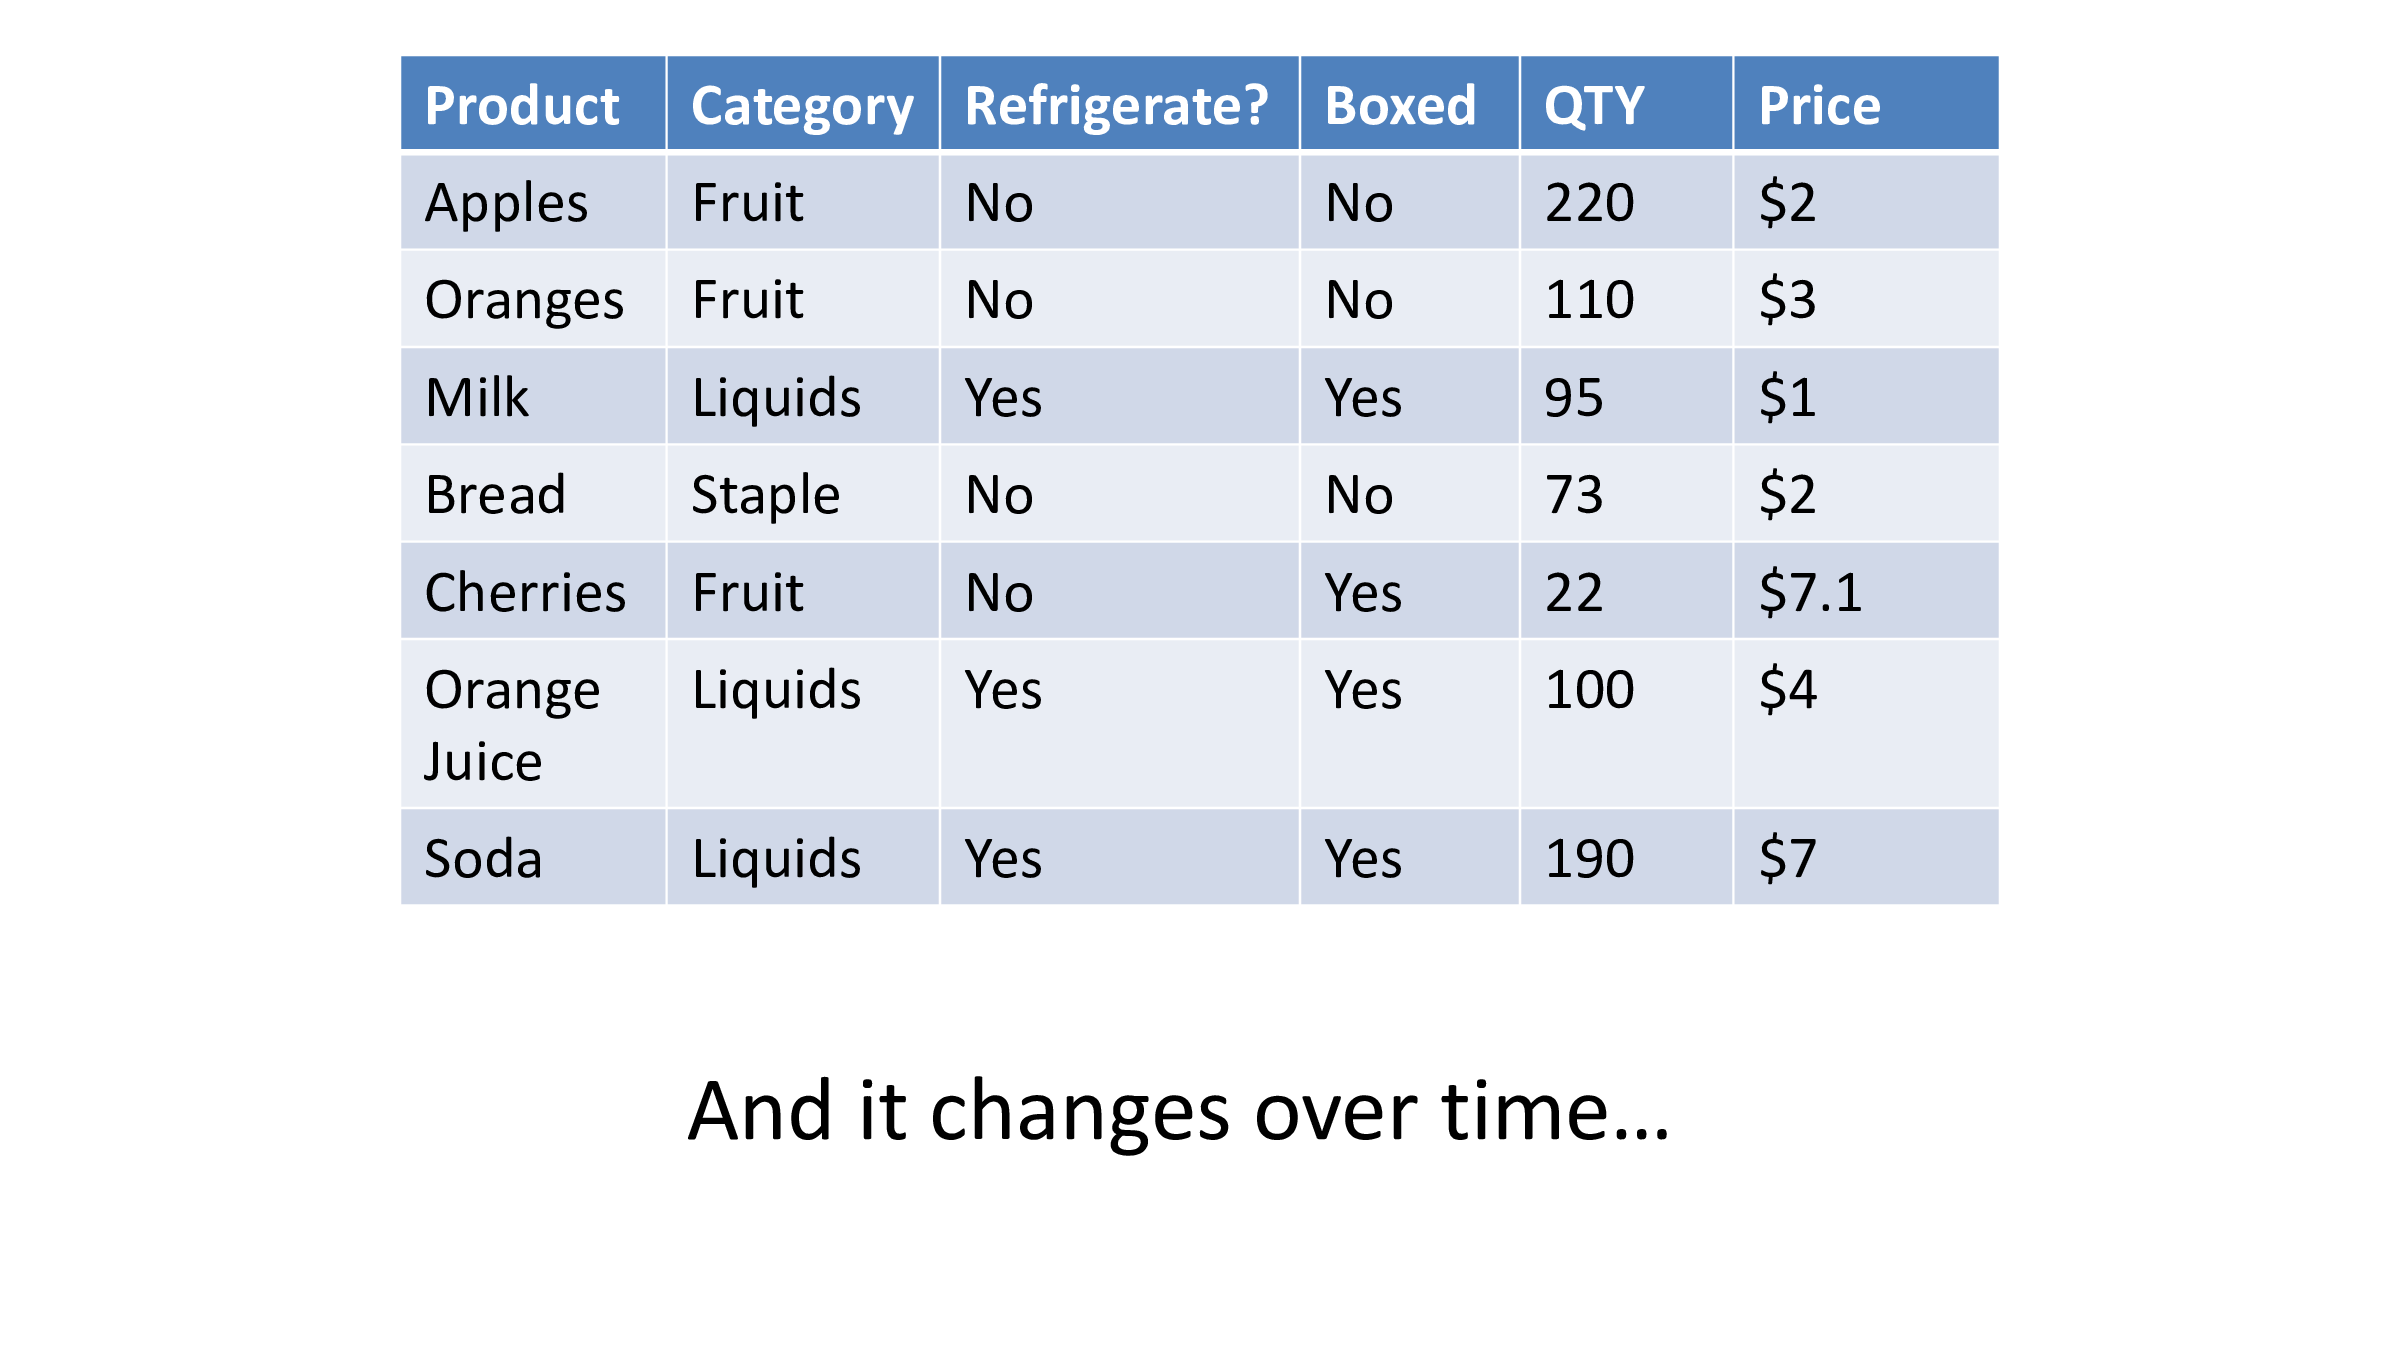 Product Category Refrigerate? Boxed QTY Price
Apples Fruit No No 220 $2
Oranges Fruit No No 110 $3
Milk Liquids Yes Yes 95 $1
Bread Staple No No 73 $2
Cherries Fruit No Yes 22 $7.1
Orange Liquids Yes Yes 100 $4
Juice
Soda Liquids Yes Yes 190 $7
And it changes over time…